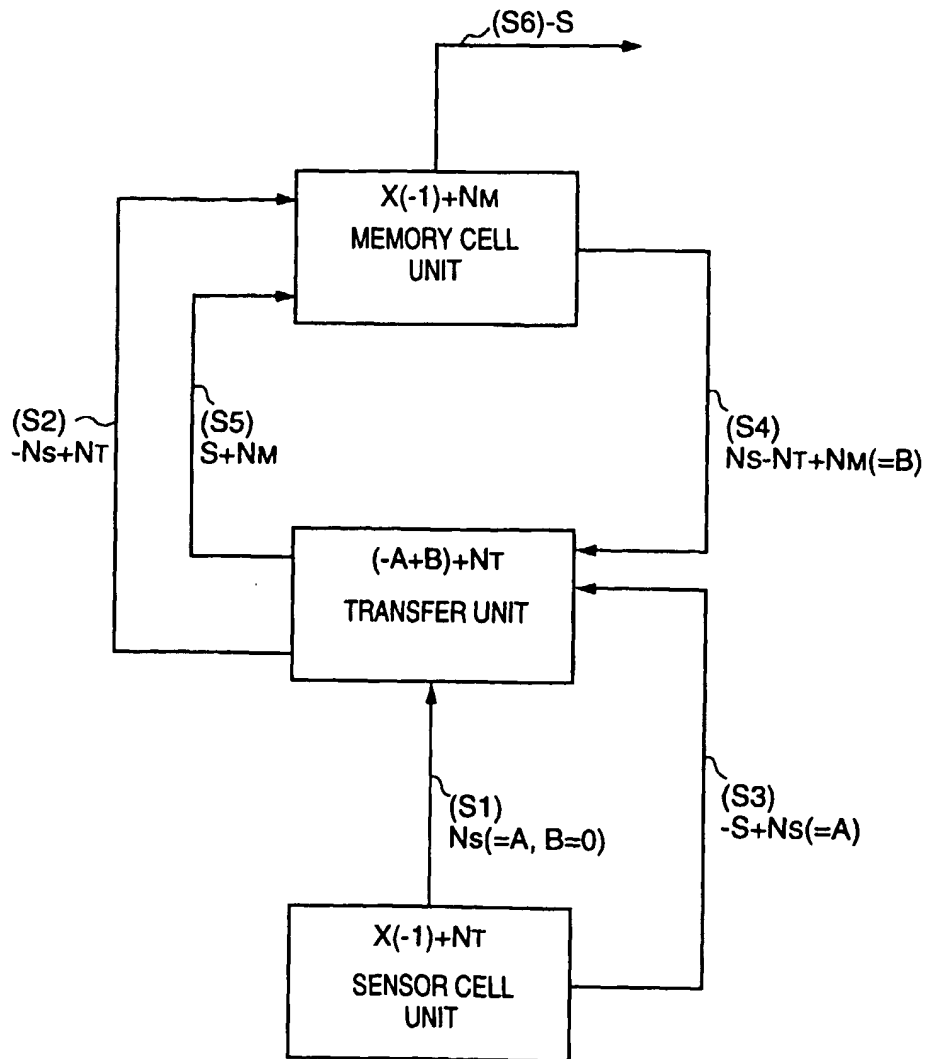 (S6)-S
X(-1)+NM
MEMORY CELL
UNIT
(S2)
-Ns+NT
(S5)
S+NM
(S4)
NS-NT+NM(=B)
(-A+B)+NT
TRANSFER UNIT
(S1)
Ns(=A, B=0)
(S3)
-S+NS(=A)
X(-1)+NT
SENSOR CELL
UNIT